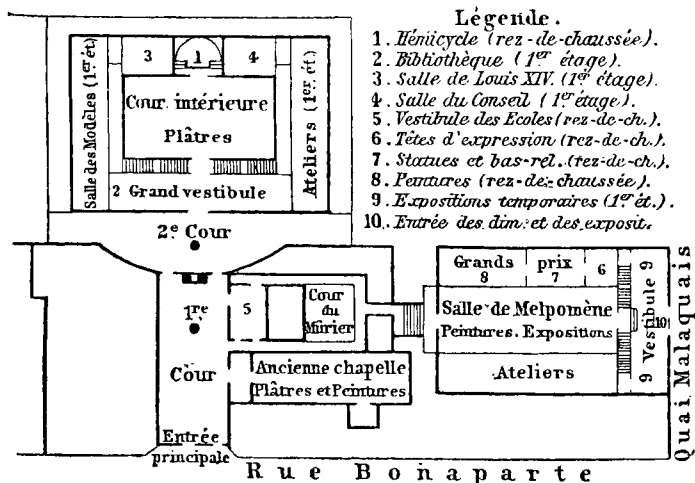 Légende.
1. Hémicycle (rez-de-chaussée).
2. Bibliothèque (1er étage).
3. Salle de Louis XIV. (1er étage).
4. Salle du Conseil (1er étage).
5. Vestibule des Ecoles (rez-de-ch.).
6. Têtes d'expression (rez-de-ch.).
7. Statues et bas-rel. (rez-de-ch.).
8. Peintures (rez-de-chaussée).
9. Expositions temporaires (1er ét.).
10. Entrée des dim. et des exposit.
3
1
4
Cour intérieure
Plâtres
Salle des Modèles (1er ét.)
Ateliers (1er ét.)
2 Grand vestibule
2e Cour
1re
Cour
5
Cour
du
Mûrier
Ancienne chapelle
Plâtres et Peintures
Entrée
principale
Grands
8
prix
7
6
Salle de Melpomène
Peintures. Expositions
Ateliers
9 Vestibule 9
10
Quai Malaquais
Rue Bonaparte